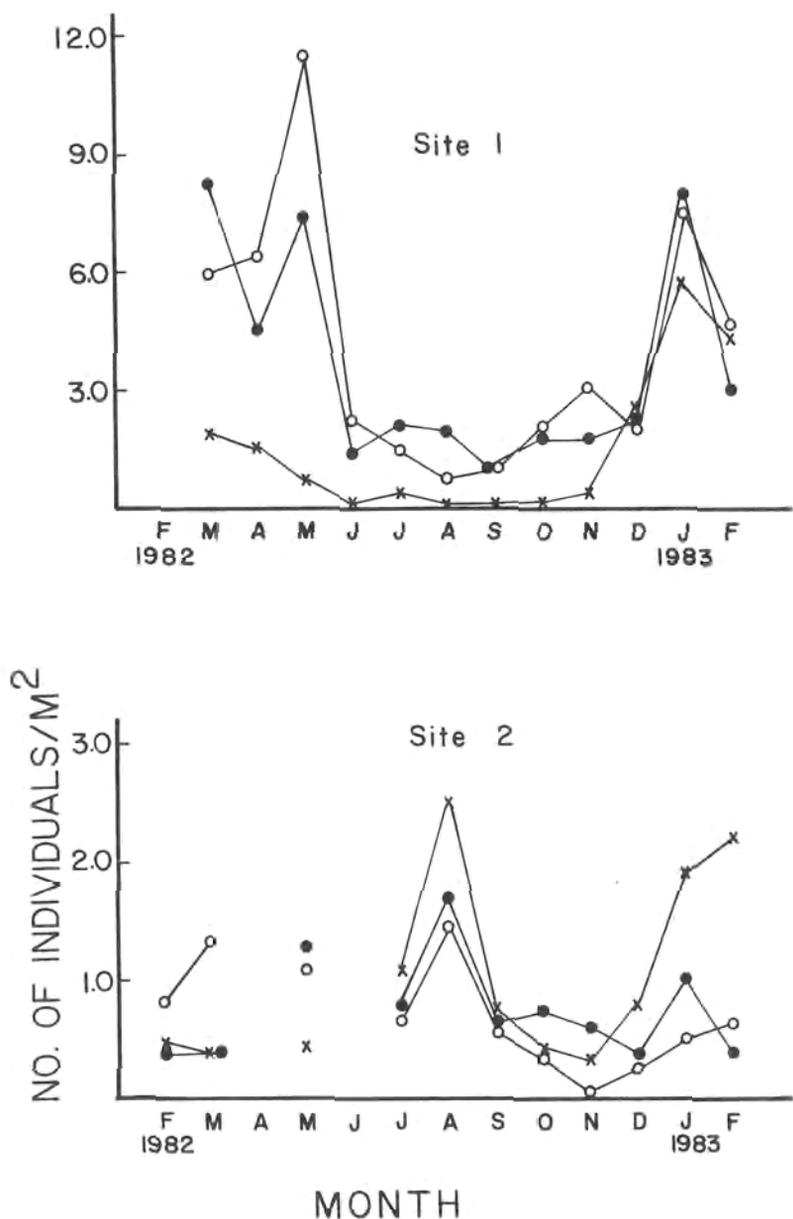 12.0
9.0
6.0
3.0
Site 1
F M A M J J A S O N D J F
1982 1983
NO. OF INDIVIDUALS/M²
Site 2
3.0
2.0
1.0
F M A M J J A S O N D J F
1982 1983
MONTH